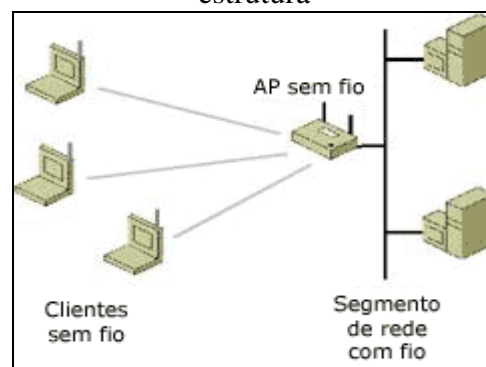 estrutura
AP sem fio
Clientes
sem fio
Segmento
de rede
com fio